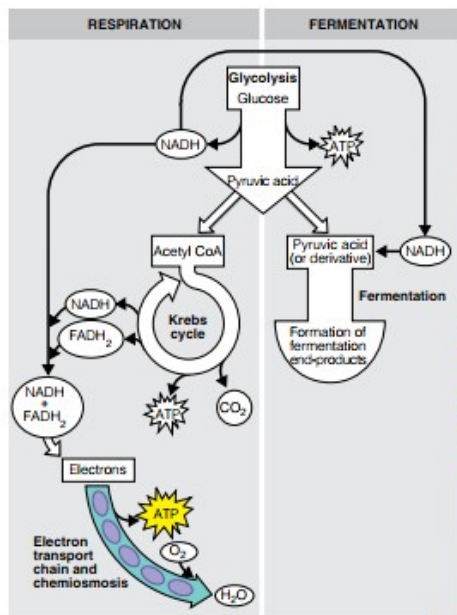 RESPIRATION
FERMENTATION
Glycolysis
Glucose
NADH
ATP
Pyruvic acid
Acetyl CoA
Pyruvic acid
(or derivative)
NADH
NADH
FADH2
Krebs
cycle
Fermentation
Formation of
fermentation
end-products
NADH
+
FADH2
ATP
CO2
Electrons
ATP
O2
Electron
transport
chain and
chemiosmosis
H2O